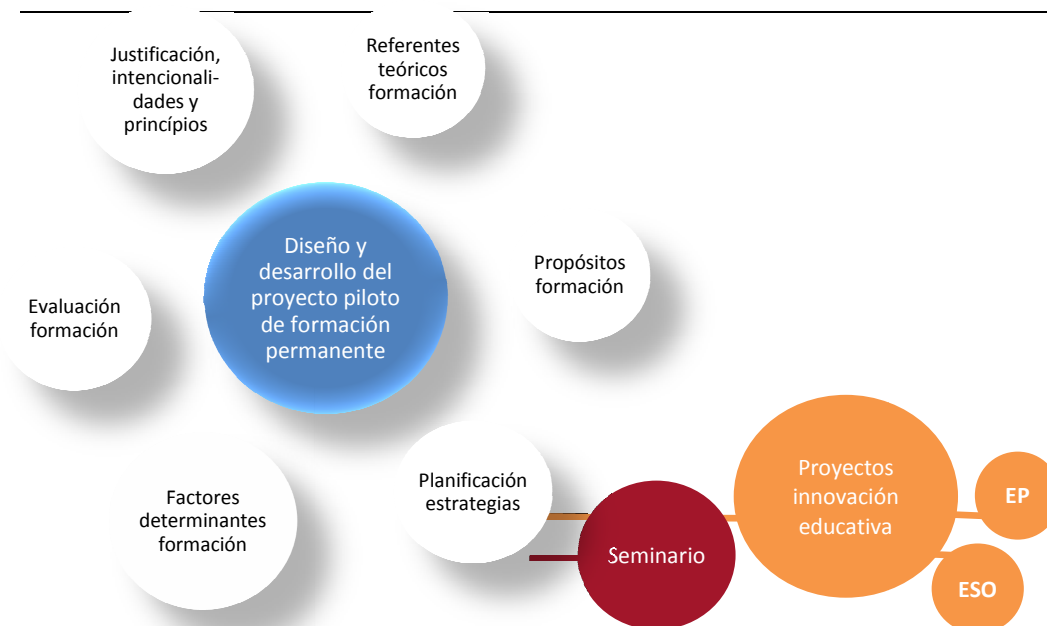 Justificación,
intencionali-
dades y
princípios
Referentes
teóricos
formación
Diseño y
desarrollo del
proyecto piloto
de formación
permanente
Propósitos
formación
Evaluación
formación
Planificación
estrategias
Factores
determinantes
formación
Seminario
Proyectos
innovación
educativa
EP
ESO